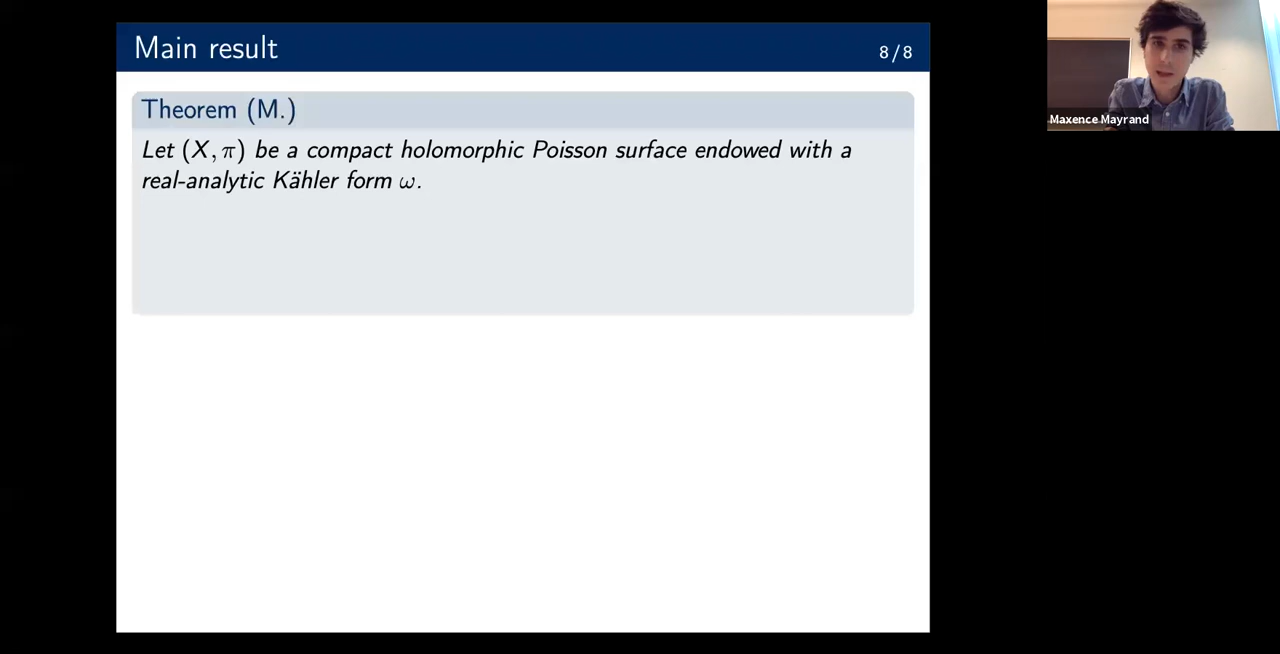 Main result
8/8
Theorem (M.)
Let (X, π) be a compact holomorphic Poisson surface endowed with a
real-analytic Kähler form ω.
Maxence Mayrand